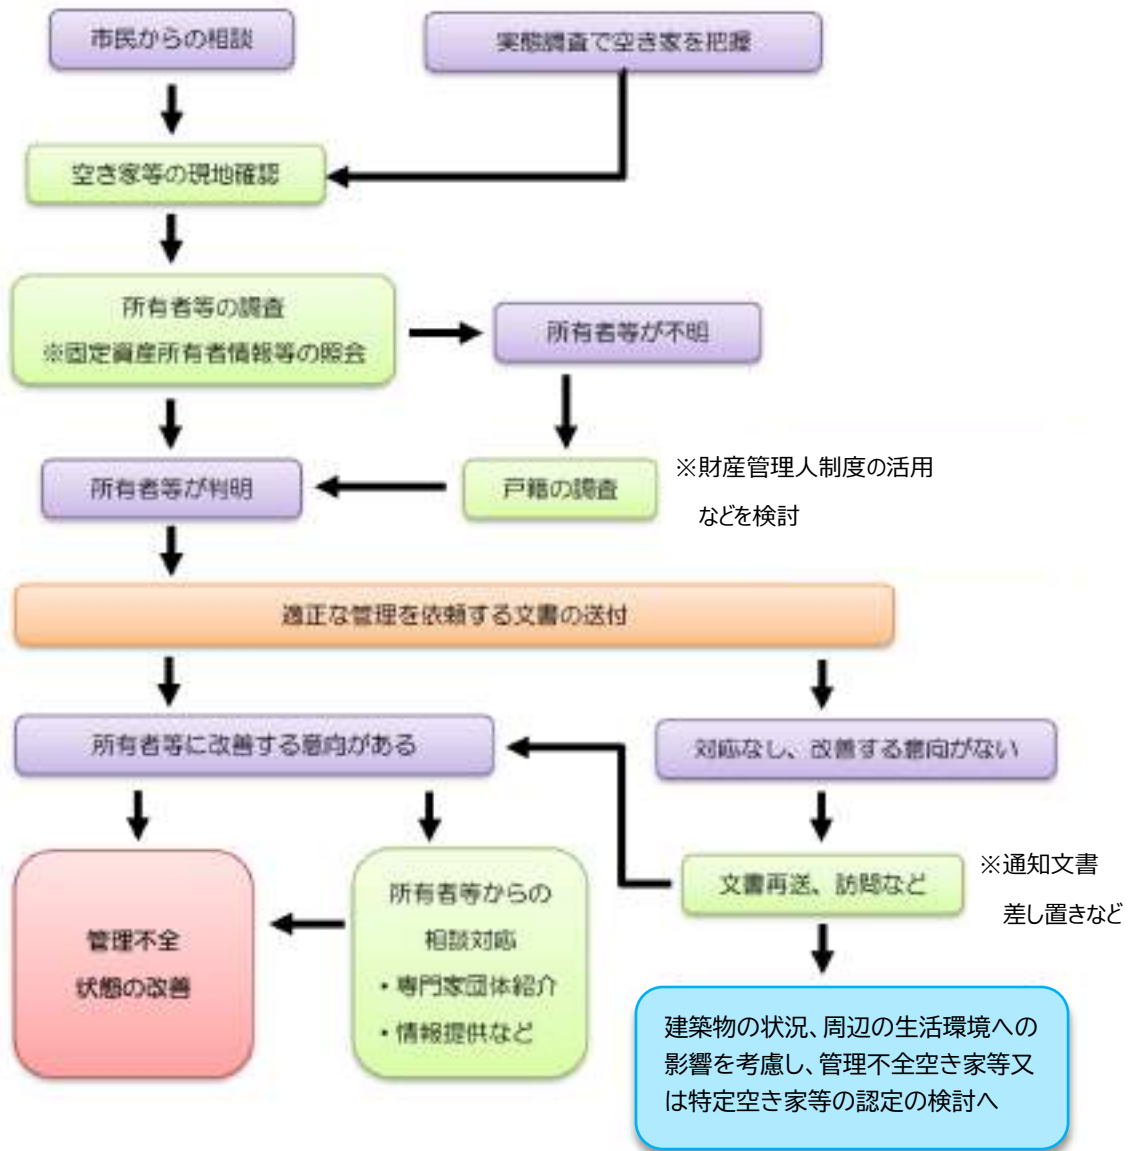 市民からの相談
実態調査で空き家を把握
空き家等の現地確認
所有者等の調査
※固定資産所有者情報等の照会
所有者等が不明
所有者等が判明
戸籍の調査
※財産管理人制度の活用
などを検討
適正な管理を依頼する文書の送付
所有者等に改善する意向がある
対応なし、改善する意向がない
文書再送、訪問など
※通知文書
差し置きなど
管理不全
状態の改善
所有者等からの
相談対応
・専門家団体紹介
・情報提供など
建築物の状況、周辺の生活環境への
影響を考慮し、管理不全空き家等又
は特定空き家等の認定の検討へ